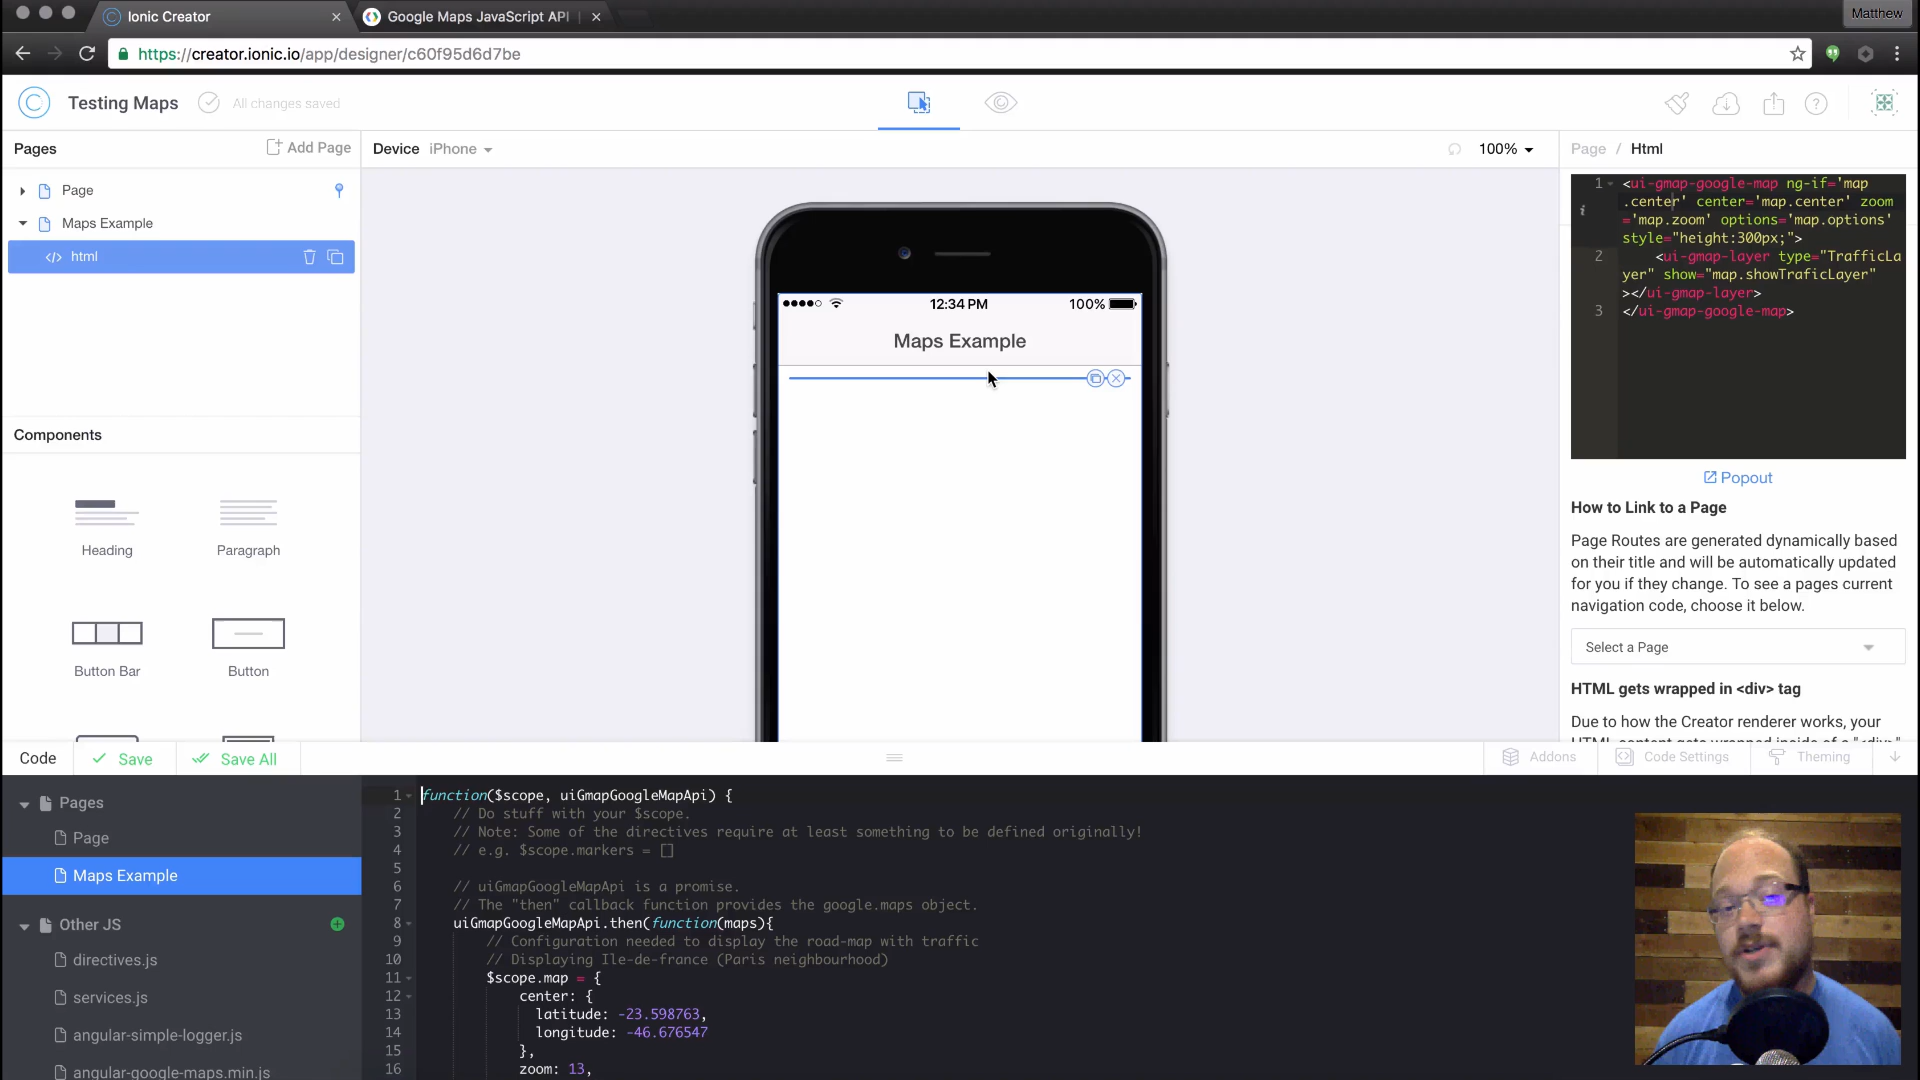 Ionic Creator
Google Maps JavaScript API
Matthew
https://creator.ionic.io/app/designer/c60f95d6d7be
Testing Maps
All changes saved
Pages
Add Page
Device iPhone
100%
Page / Html
Page
Maps Example
html
12:34 PM
100%
Maps Example
1 <ui-gmap-google-map ng-if='map
.center' center='map.center' zoom
='map.zoom' options='map.options'
style="height:300px;">
2 <ui-gmap-layer type="TrafficLa
yer" show="map.showTraficLayer"
></ui-gmap-layer>
3 </ui-gmap-google-map>
Popout
How to Link to a Page
Page Routes are generated dynamically based
on their title and will be automatically updated
for you if they change. To see a pages current
navigation code, choose it below.
Select a Page
HTML gets wrapped in <div> tag
Due to how the Creator renderer works, your
HTML content gets wrapped inside of a "<div>"
Components
Heading
Paragraph
Button Bar
Button
Code
Save
Save All
Addons
Code Settings
Theming
Pages
Page
Maps Example
Other JS
directives.js
services.js
angular-simple-logger.js
angular-google-maps.min.js
1 function($scope, uiGmapGoogleMapApi) {
2 // Do stuff with your $scope.
3 // Note: Some of the directives require at least something to be defined originally!
4 // e.g. $scope.markers = []
5
6 // uiGmapGoogleMapApi is a promise.
7 // The "then" callback function provides the google.maps object.
8 uiGmapGoogleMapApi.then(function(maps){
9 // Configuration needed to display the road-map with traffic
10 // Displaying Ile-de-france (Paris neighbourhood)
11 $scope.map = {
12 center: {
13 latitude: -23.598763,
14 longitude: -46.676547
15 },
16 zoom: 13,